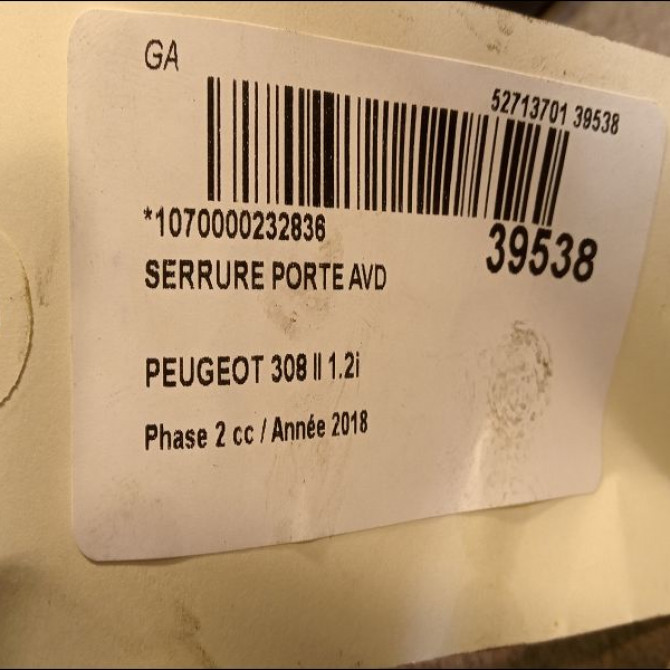 GA
52713701 39538
*1070000232836
39538
SERRURE PORTE AVD
PEUGEOT 308 II 1.2i
Phase 2 cc / Année 2018